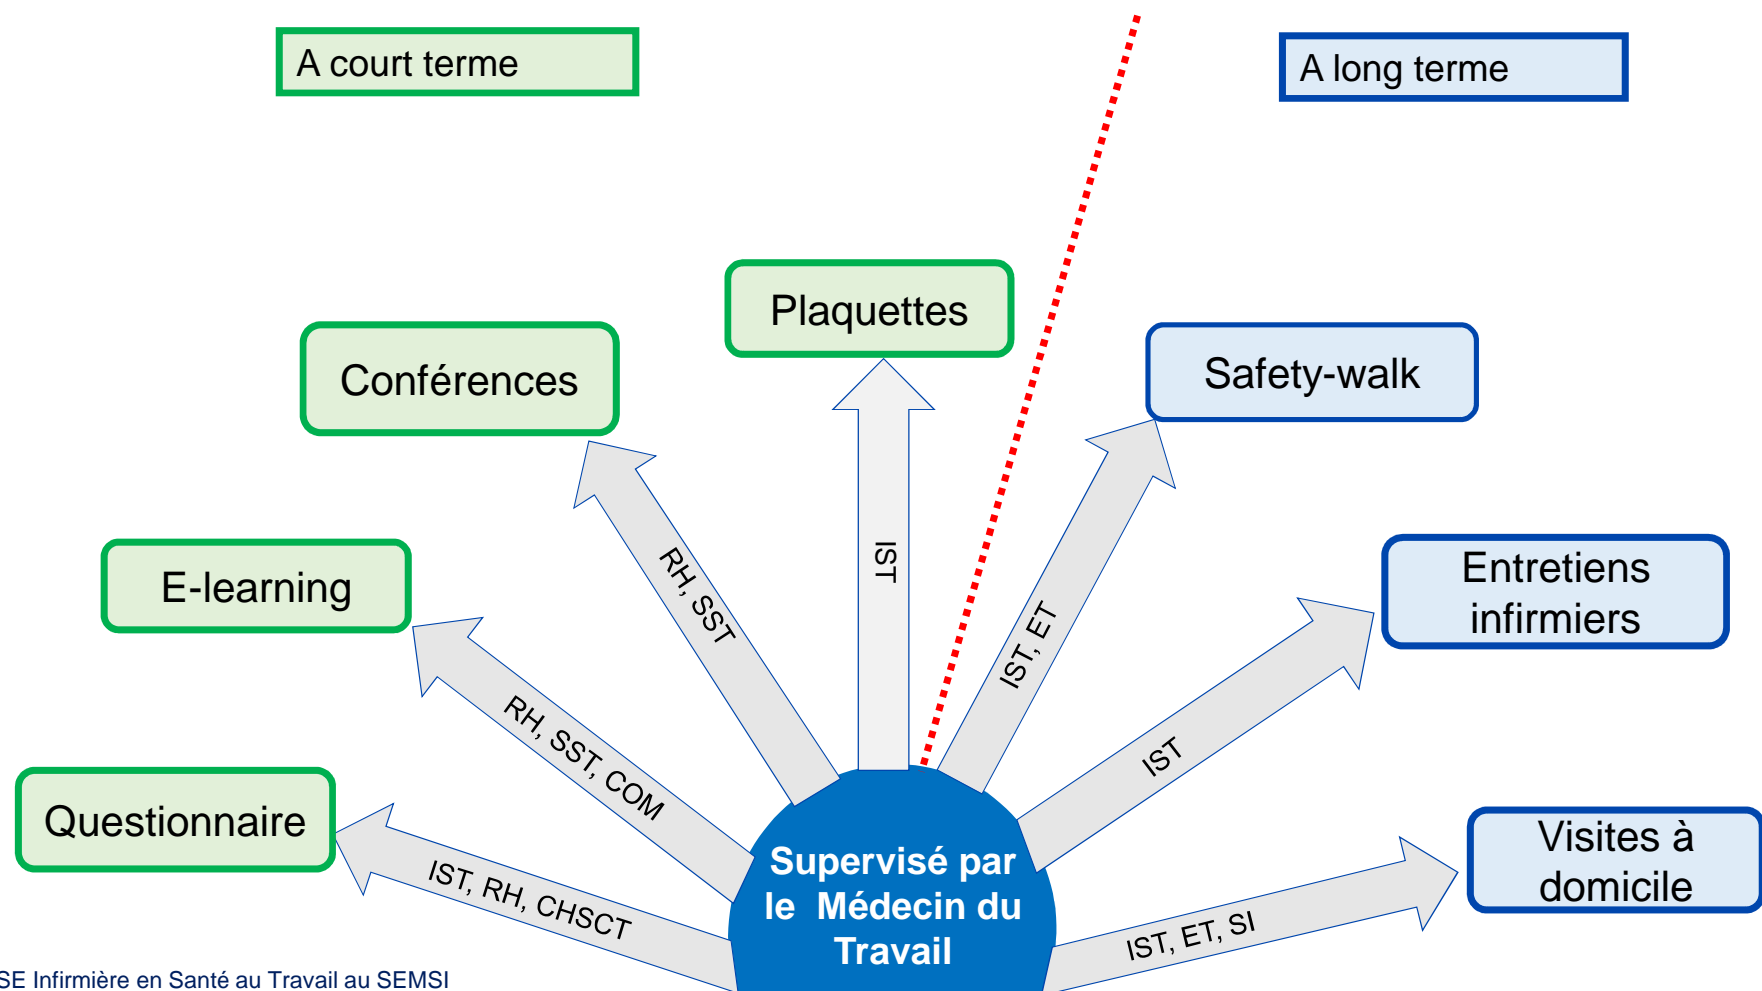 A court terme
A long terme
Plaquettes
Conférences
Safety-walk
E-learning
Entretiens
infirmiers
Questionnaire
Visites à
domicile
IST, RH, CHSCT
RH, SST, COM
RH, SST
IST
IST, ET
IST
IST, ET, SI
Supervisé par
le Médecin du
Travail
SE Infirmière en Santé au Travail au SEMSI